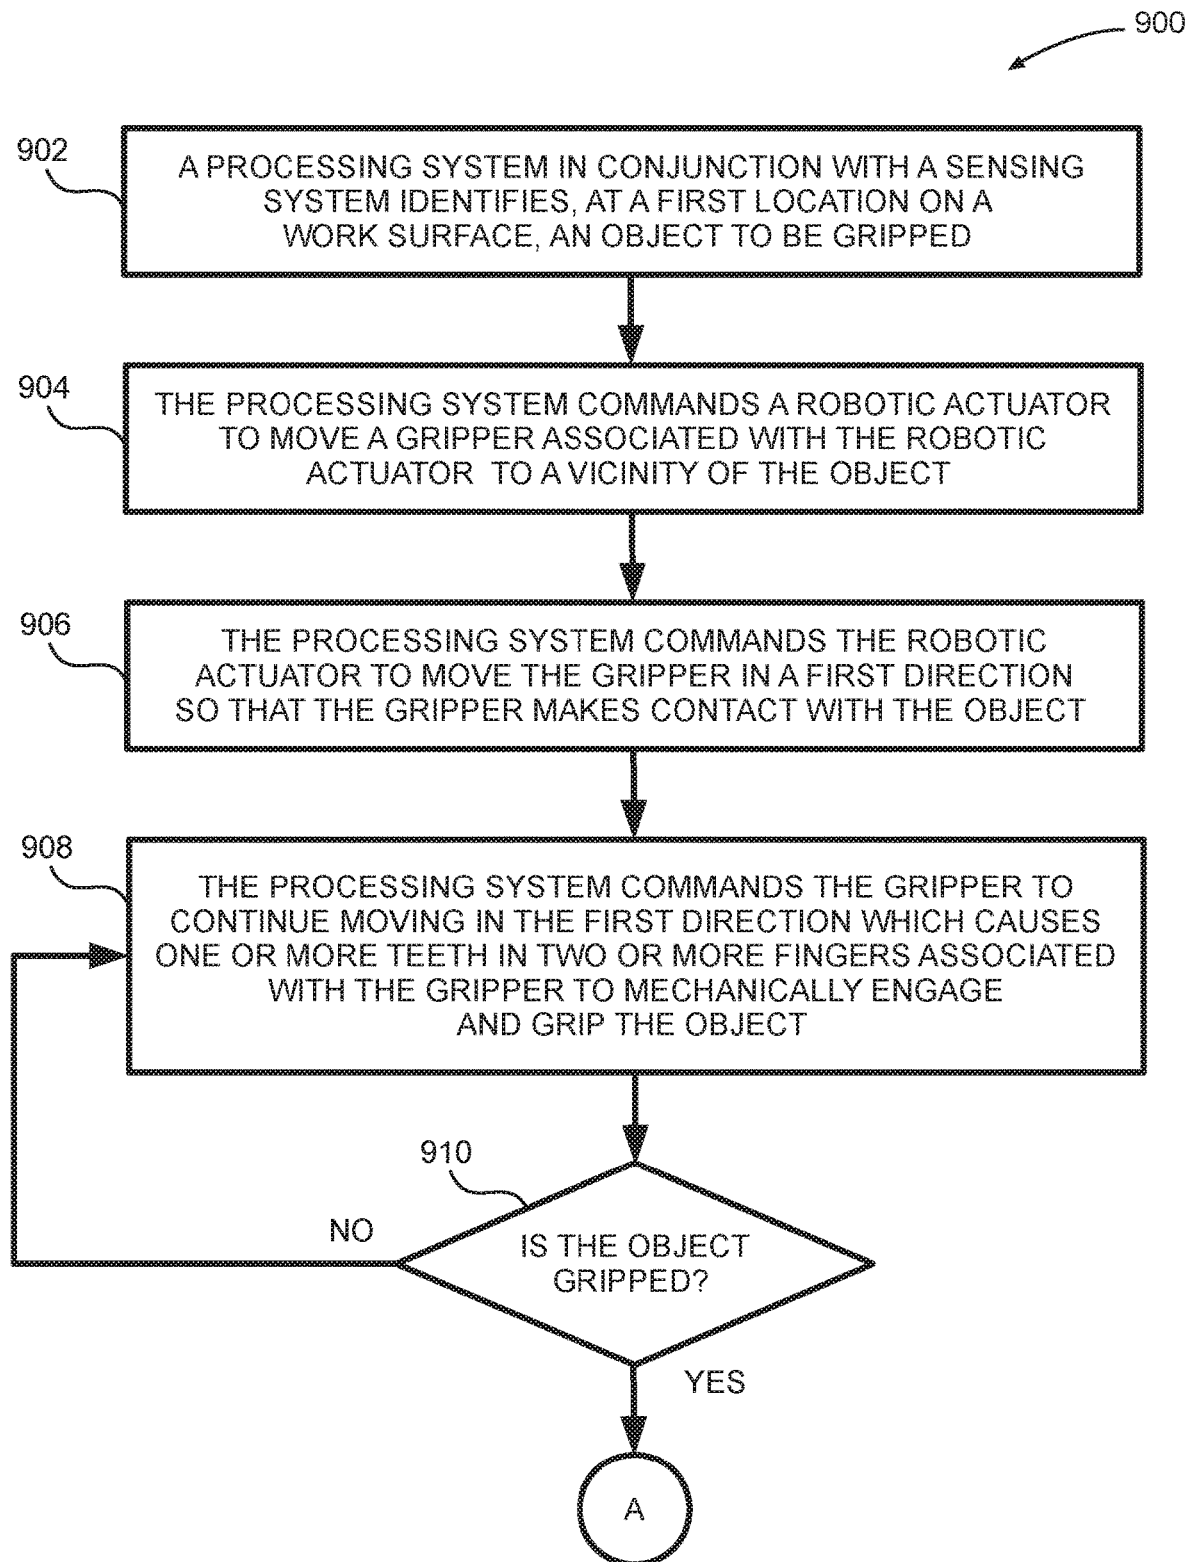 900
902
A PROCESSING SYSTEM IN CONJUNCTION WITH A SENSING
SYSTEM IDENTIFIES, AT A FIRST LOCATION ON A
WORK SURFACE, AN OBJECT TO BE GRIPPED
904
THE PROCESSING SYSTEM COMMANDS A ROBOTIC ACTUATOR
TO MOVE A GRIPPER ASSOCIATED WITH THE ROBOTIC
ACTUATOR TO A VICINITY OF THE OBJECT
906
THE PROCESSING SYSTEM COMMANDS THE ROBOTIC
ACTUATOR TO MOVE THE GRIPPER IN A FIRST DIRECTION
SO THAT THE GRIPPER MAKES CONTACT WITH THE OBJECT
908
THE PROCESSING SYSTEM COMMANDS THE GRIPPER TO
CONTINUE MOVING IN THE FIRST DIRECTION WHICH CAUSES
ONE OR MORE TEETH IN TWO OR MORE FINGERS ASSOCIATED
WITH THE GRIPPER TO MECHANICALLY ENGAGE
AND GRIP THE OBJECT
910
NO
IS THE OBJECT
GRIPPED?
YES
A